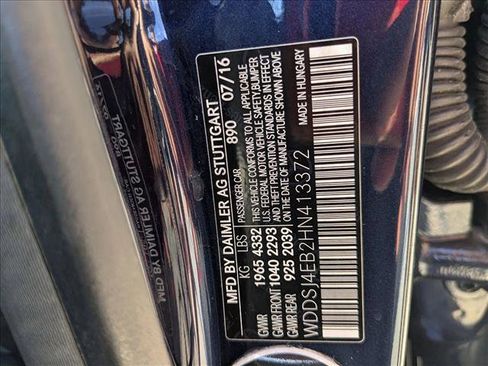 MFD BY DAIMLER AG STUTTGART
890 07/16
KG LBS PASSENGER CAR
GVWR 1965 4332 THIS VEHICLE CONFORMS TO ALL APPLICABLE
GAWR FRONT 1040 2293 U.S. FEDERAL MOTOR VEHICLE SAFETY, BUMPER
GAWR REAR 925 2039 AND THEFT PREVENTION STANDARDS IN EFFECT
ON THE DATE OF MANUFACTURE SHOWN ABOVE
WDDSJ4EB2HN413372 MADE IN HUNGARY